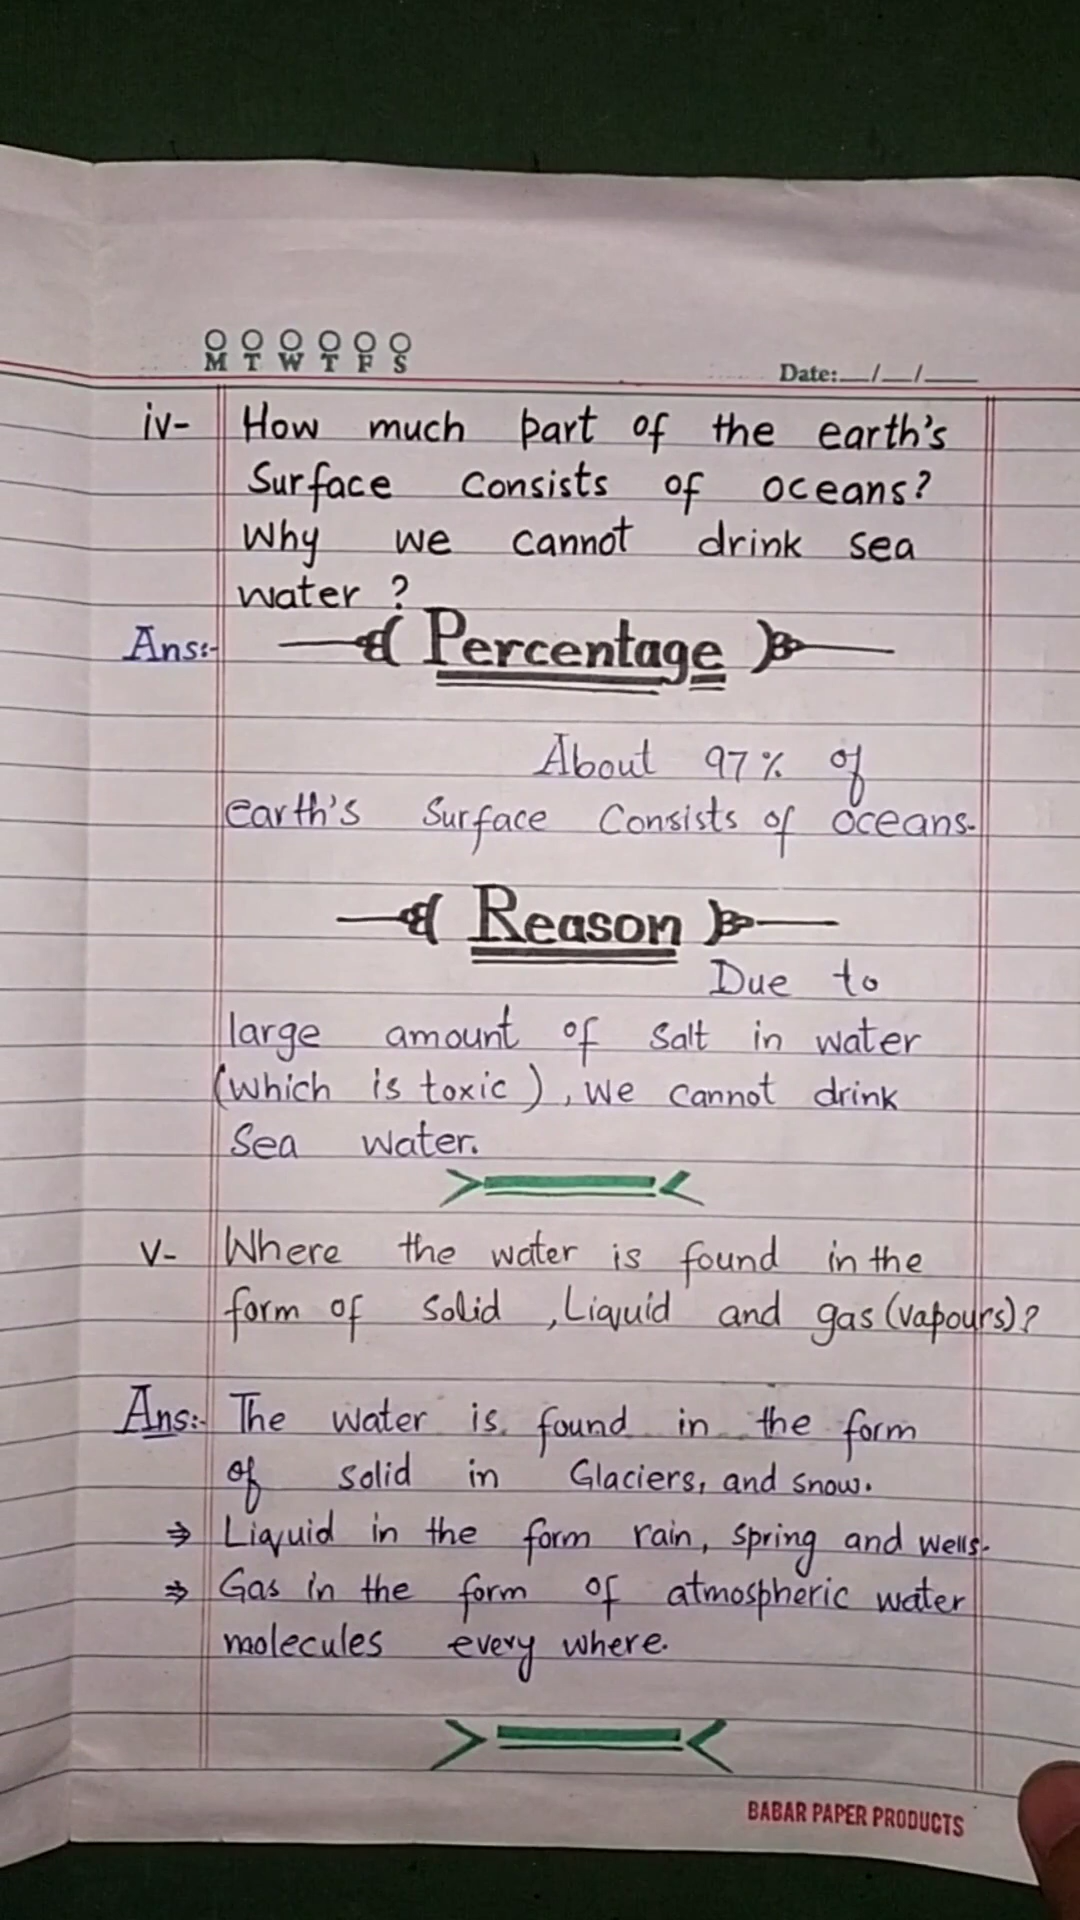 M T W T F S
Date:__/__/___
iv- How much part of the earth's
Surface Consists of oceans?
Why we cannot drink sea
water ?
Ans:- Percentage
About 97% of
earth's Surface Consists of oceans.
Reason
Due to
large amount of salt in water
(which is toxic), we cannot drink
Sea water.
v- Where the water is found in the
form of solid , Liquid and gas (vapours)?
Ans:- The water is found in the form
of solid in Glaciers, and snow.
⇒ Liquid in the form rain, spring and wells.
⇒ Gas in the form of atmospheric water
molecules every where.
BABAR PAPER PRODUCTS